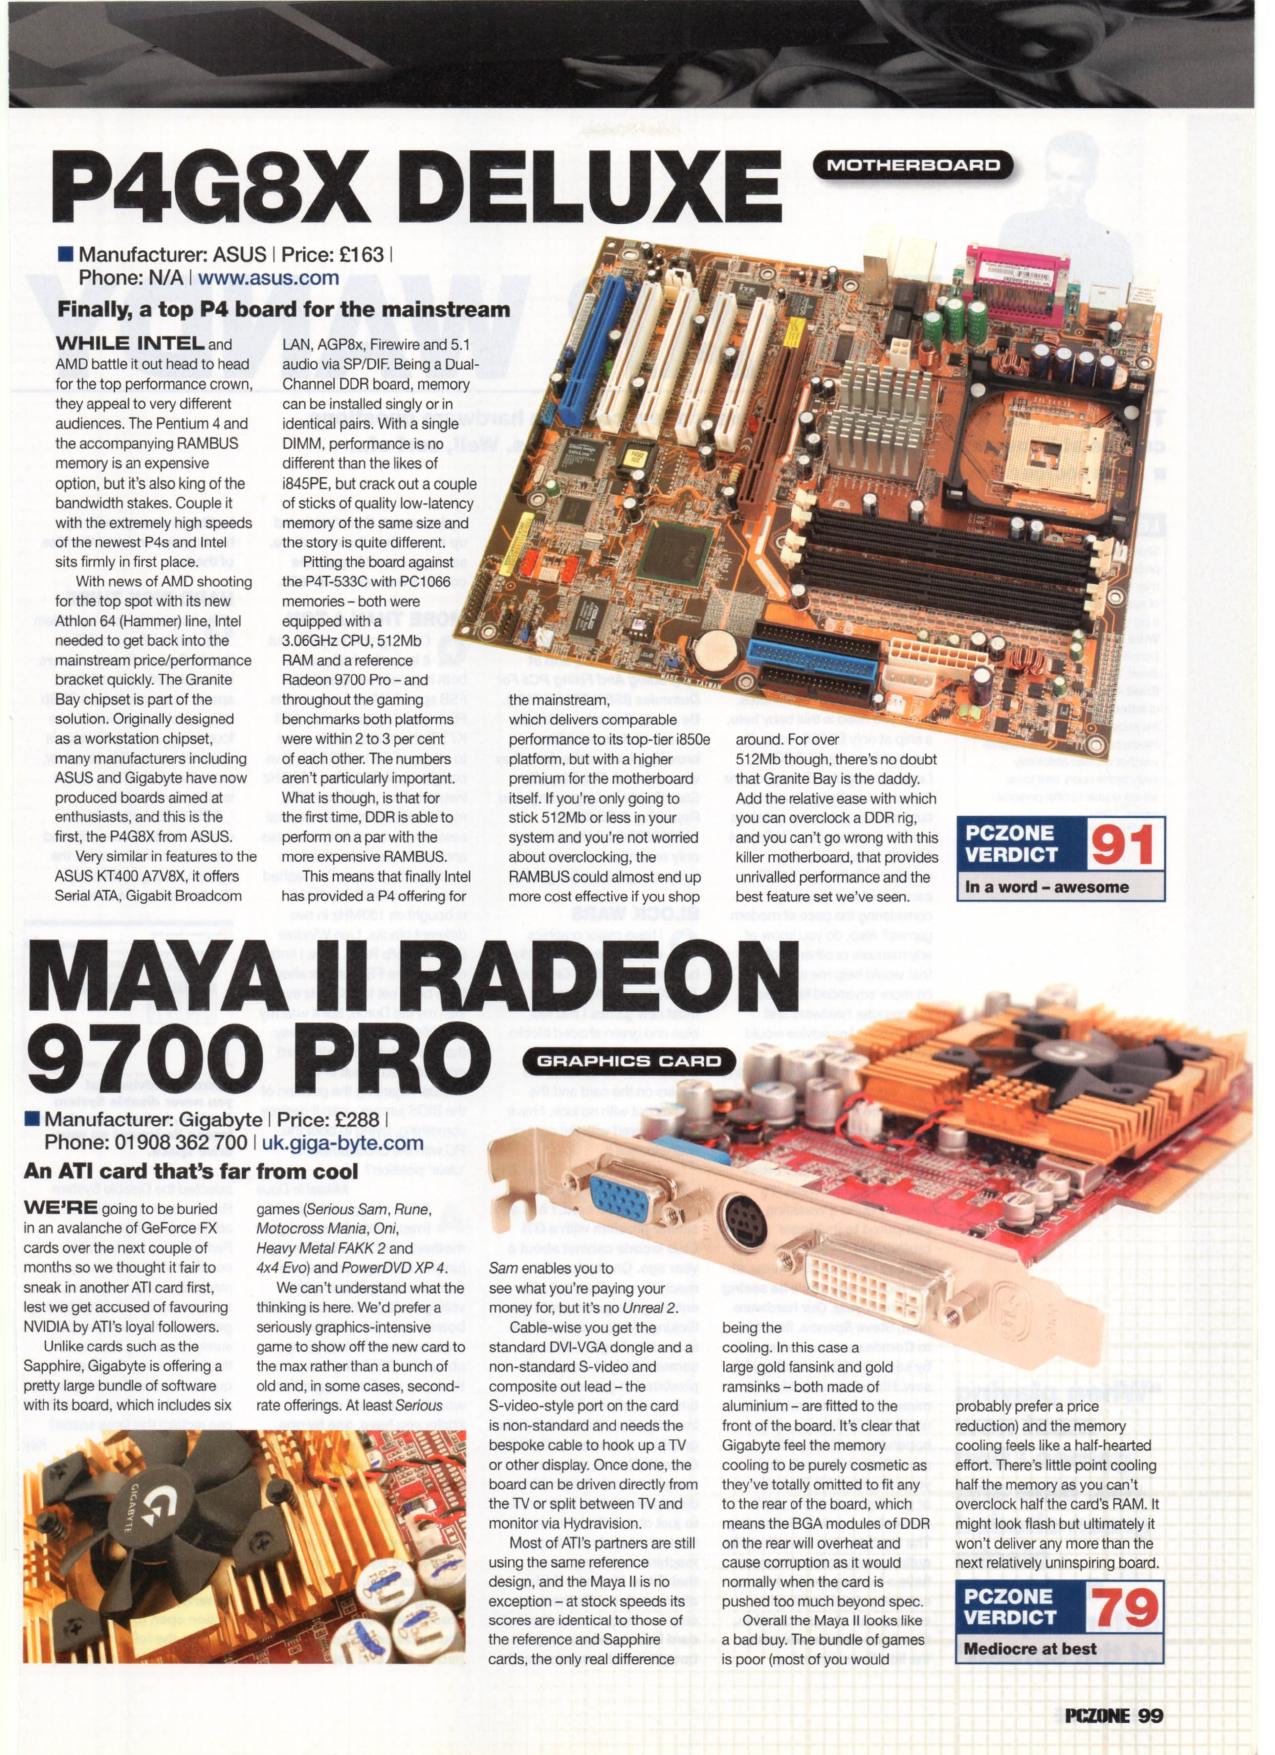 P4G8X DELUXE
MOTHERBOARD
Manufacturer: ASUS | Price: £163 |
Phone: N/A | www.asus.com
Finally, a top P4 board for the mainstream
WHILE INTEL and
AMD battle it out head to head
for the top performance crown,
they appeal to very different
audiences. The Pentium 4 and
the accompanying RAMBUS
memory is an expensive
option, but it's also king of the
bandwidth stakes. Couple it
with the extremely high speeds
of the newest P4s and Intel
sits firmly in first place.
With news of AMD shooting
for the top spot with its new
Athlon 64 (Hammer) line, Intel
needed to get back into the
mainstream price/performance
bracket quickly. The Granite
Bay chipset is part of the
solution. Originally designed
as a workstation chipset,
many manufacturers including
ASUS and Gigabyte have now
produced boards aimed at
enthusiasts, and this is the
first, the P4G8X from ASUS.
Very similar in features to the
ASUS KT400 A7V8X, it offers
Serial ATA, Gigabit Broadcom
LAN, AGP8x, Firewire and 5.1
audio via SP/DIF. Being a Dual-
Channel DDR board, memory
can be installed singly or in
identical pairs. With a single
DIMM, performance is no
different than the likes of
i845PE, but crack out a couple
of sticks of quality low-latency
memory of the same size and
the story is quite different.
Pitting the board against
the P4T-533C with PC1066
memories – both were
equipped with a
3.06GHz CPU, 512Mb
RAM and a reference
Radeon 9700 Pro – and
throughout the gaming
benchmarks both platforms
were within 2 to 3 per cent
of each other. The numbers
aren't particularly important.
What is though, is that for
the first time, DDR is able to
perform on a par with the
more expensive RAMBUS.
This means that finally Intel
has provided a P4 offering for
the mainstream,
which delivers comparable
performance to its top-tier i850e
platform, but with a higher
premium for the motherboard
itself. If you're only going to
stick 512Mb or less in your
system and you're not worried
about overclocking, the
RAMBUS could almost end up
more cost effective if you shop
around. For over
512Mb though, there's no doubt
that Granite Bay is the daddy.
Add the relative ease with which
you can overclock a DDR rig,
and you can't go wrong with this
killer motherboard, that provides
unrivalled performance and the
best feature set we've seen.
MADE IN TAIWAN
PCZONE
VERDICT
91
In a word – awesome
MAYA II RADEON
9700 PRO
GRAPHICS CARD
Manufacturer: Gigabyte | Price: £288 |
Phone: 01908 362 700 | uk.giga-byte.com
An ATI card that's far from cool
WE'RE going to be buried
in an avalanche of GeForce FX
cards over the next couple of
months so we thought it fair to
sneak in another ATI card first,
lest we get accused of favouring
NVIDIA by ATI's loyal followers.
Unlike cards such as the
Sapphire, Gigabyte is offering a
pretty large bundle of software
with its board, which includes six
games (Serious Sam, Rune,
Motocross Mania, Oni,
Heavy Metal FAKK 2 and
4x4 Evo) and PowerDVD XP 4.
We can't understand what the
thinking is here. We'd prefer a
seriously graphics-intensive
game to show off the new card to
the max rather than a bunch of
old and, in some cases, second-
rate offerings. At least Serious
GIGABYTE
Sam enables you to
see what you're paying your
money for, but it's no Unreal 2.
Cable-wise you get the
standard DVI-VGA dongle and a
non-standard S-video and
composite out lead – the
S-video-style port on the card
is non-standard and needs the
bespoke cable to hook up a TV
or other display. Once done, the
board can be driven directly from
the TV or split between TV and
monitor via Hydravision.
Most of ATI's partners are still
using the same reference
design, and the Maya II is no
exception – at stock speeds its
scores are identical to those of
the reference and Sapphire
cards, the only real difference
being the
cooling. In this case a
large gold fansink and gold
ramsinks – both made of
aluminium – are fitted to the
front of the board. It's clear that
Gigabyte feel the memory
cooling to be purely cosmetic as
they've totally omitted to fit any
to the rear of the board, which
means the BGA modules of DDR
on the rear will overheat and
cause corruption as it would
normally when the card is
pushed too much beyond spec.
Overall the Maya II looks like
a bad buy. The bundle of games
is poor (most of you would
probably prefer a price
reduction) and the memory
cooling feels like a half-hearted
effort. There's little point cooling
half the memory as you can't
overclock half the card's RAM. It
might look flash but ultimately it
won't deliver any more than the
next relatively uninspiring board.
PCZONE
VERDICT
79
Mediocre at best
PCZONE 99